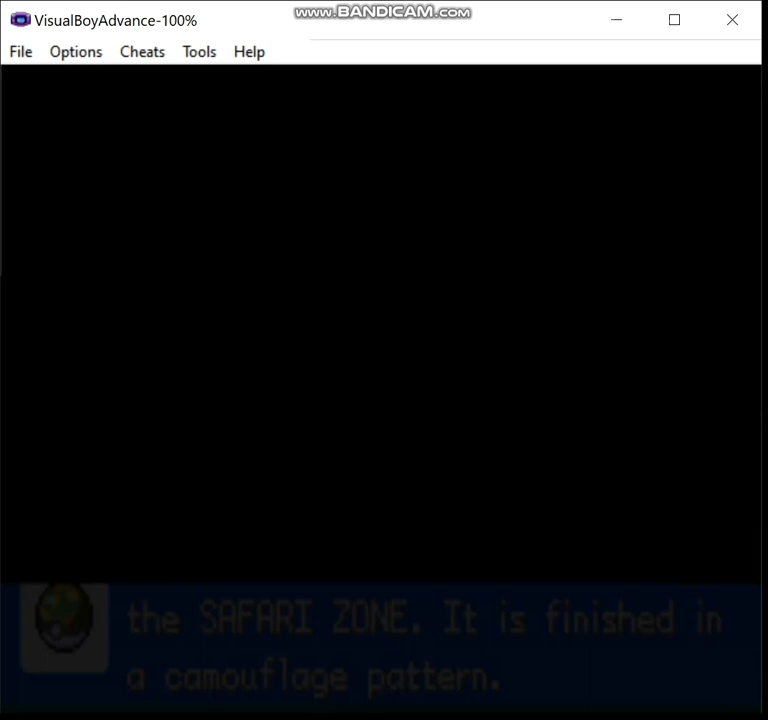 VisualBoyAdvance-100%
www.BANDICAM.com
File Options Cheats Tools Help
the SAFARI ZONE. It is finished in
a camouflage pattern.